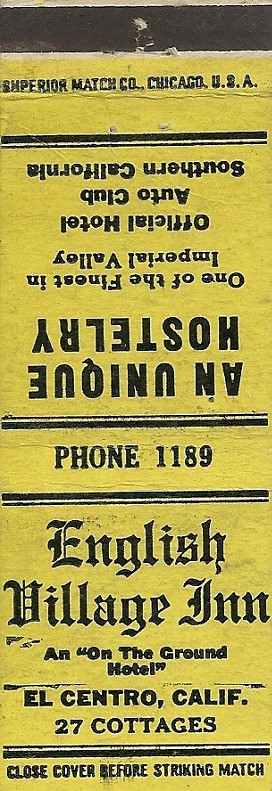 SUPERIOR MATCH CO., CHICAGO, U.S.A.
AN UNIQUE
HOSTELRY
One of the Finest in
Imperial Valley
Official Hotel
Auto Club
Southern California
PHONE 1189
English
Village Inn
An "On The Ground
Hotel"
EL CENTRO, CALIF.
27 COTTAGES
CLOSE COVER BEFORE STRIKING MATCH